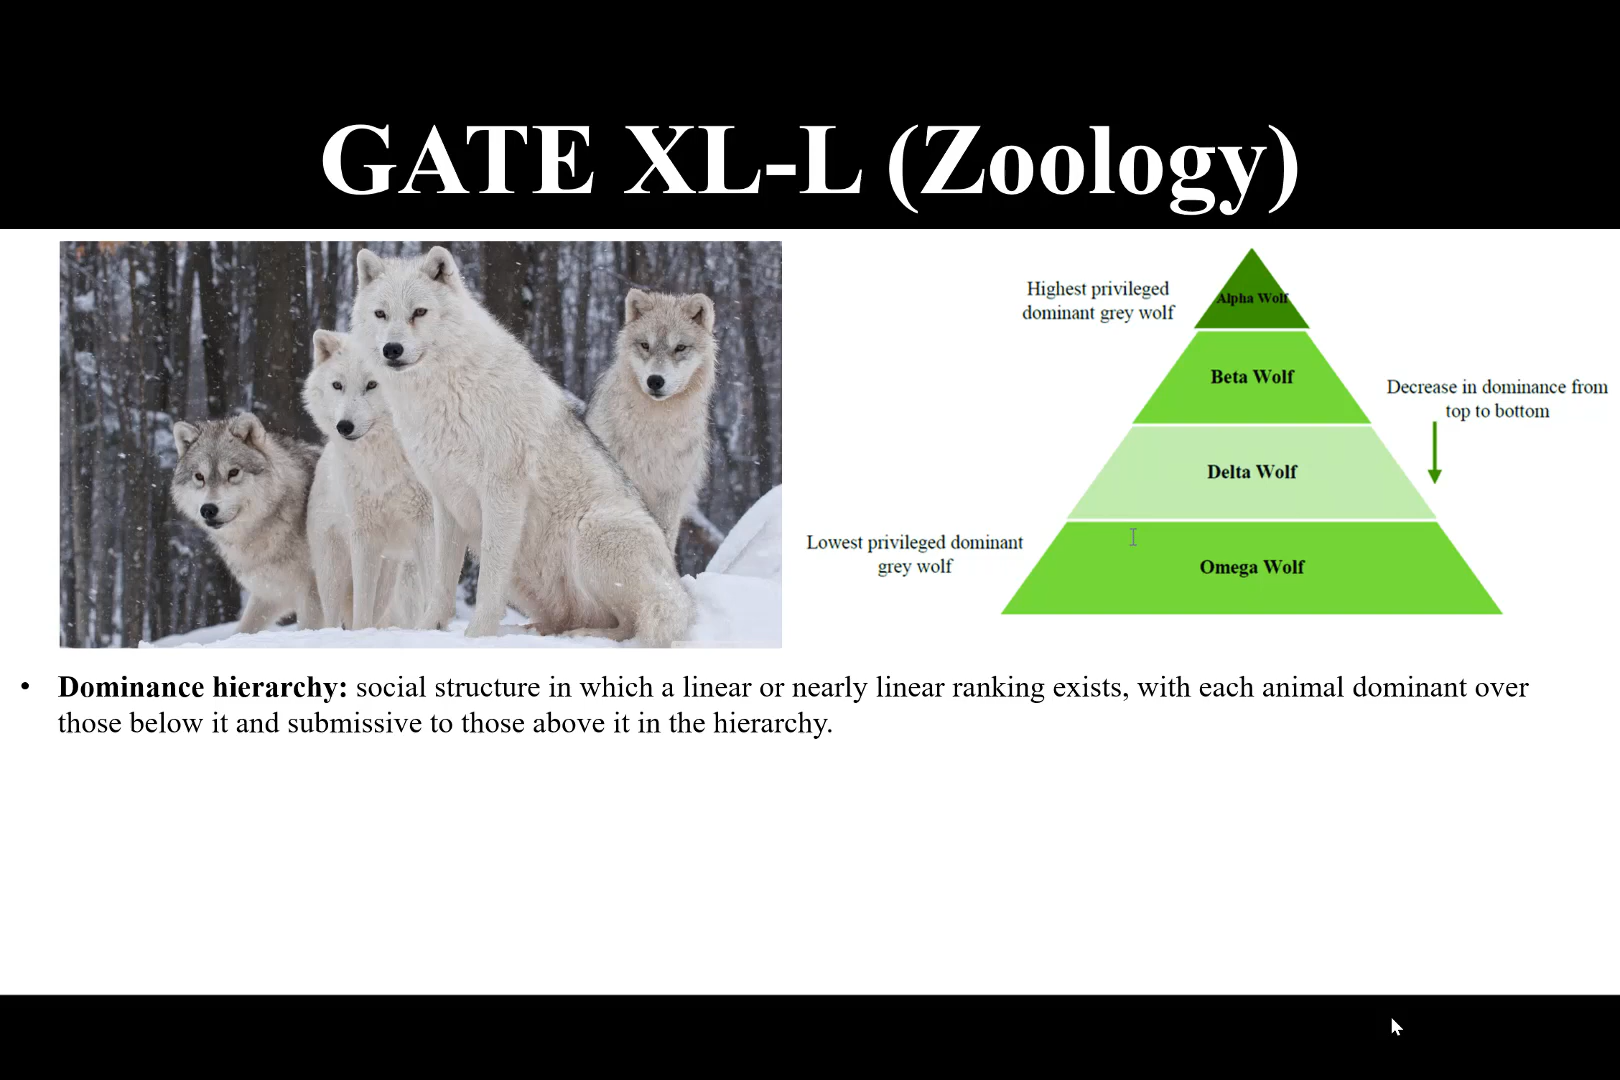 GATE XL-L (Zoology)
Highest privileged
dominant grey wolf
Alpha Wolf
Beta Wolf
Decrease in dominance from
top to bottom
Delta Wolf
Lowest privileged dominant
grey wolf
Omega Wolf
• Dominance hierarchy: social structure in which a linear or nearly linear ranking exists, with each animal dominant over
those below it and submissive to those above it in the hierarchy.